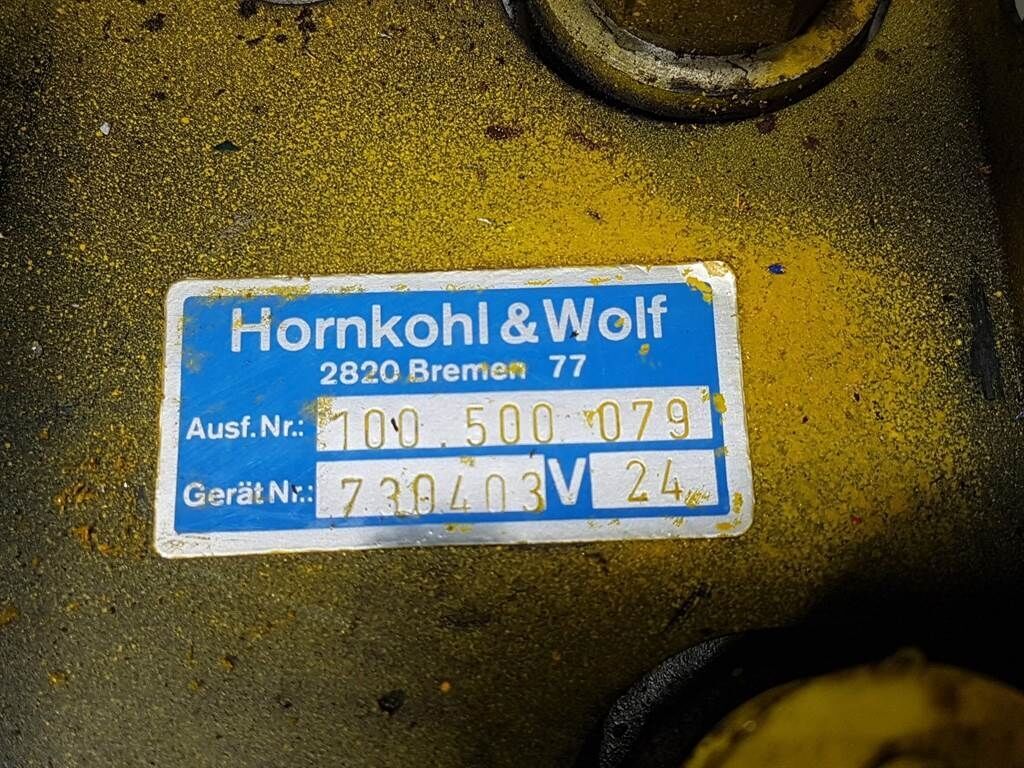 Hornkohl & Wolf
2820 Bremen 77
Ausf.Nr.: 100.500 079
Gerät Nr.: 730403 V 24